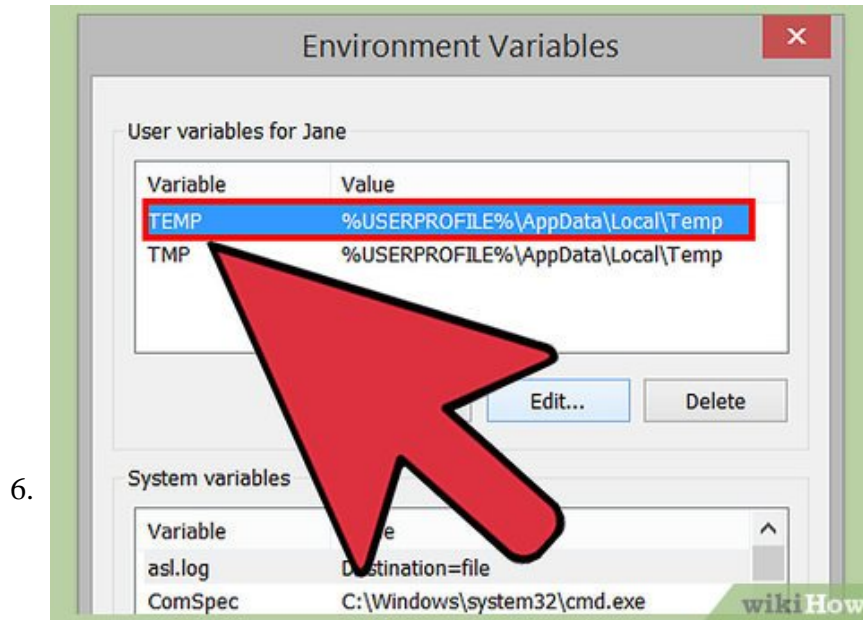 Environment Variables
User variables for Jane
Variable Value
TEMP %USERPROFILE%\AppData\Local\Temp
TMP %USERPROFILE%\AppData\Local\Temp
Edit... Delete
6.
System variables
Variable
asl.log
ComSpec C:\Windows\system32\cmd.exe
wikiHow